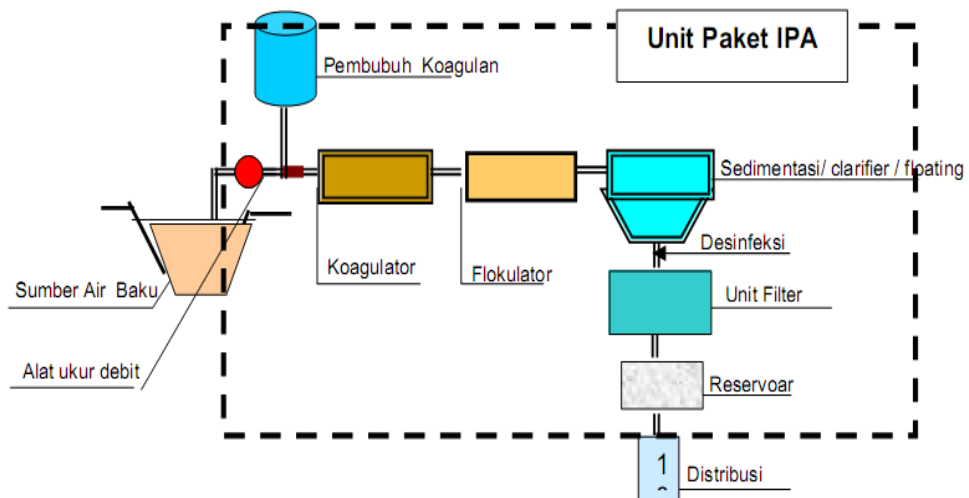 Unit Paket IPA
Pembubuh Koagulan
Sedimentasi/ clarifier / floating
Desinfeksi
Koagulator
Flokulator
Sumber Air Baku
Unit Filter
Alat ukur debit
Reservoar
1
Distribusi